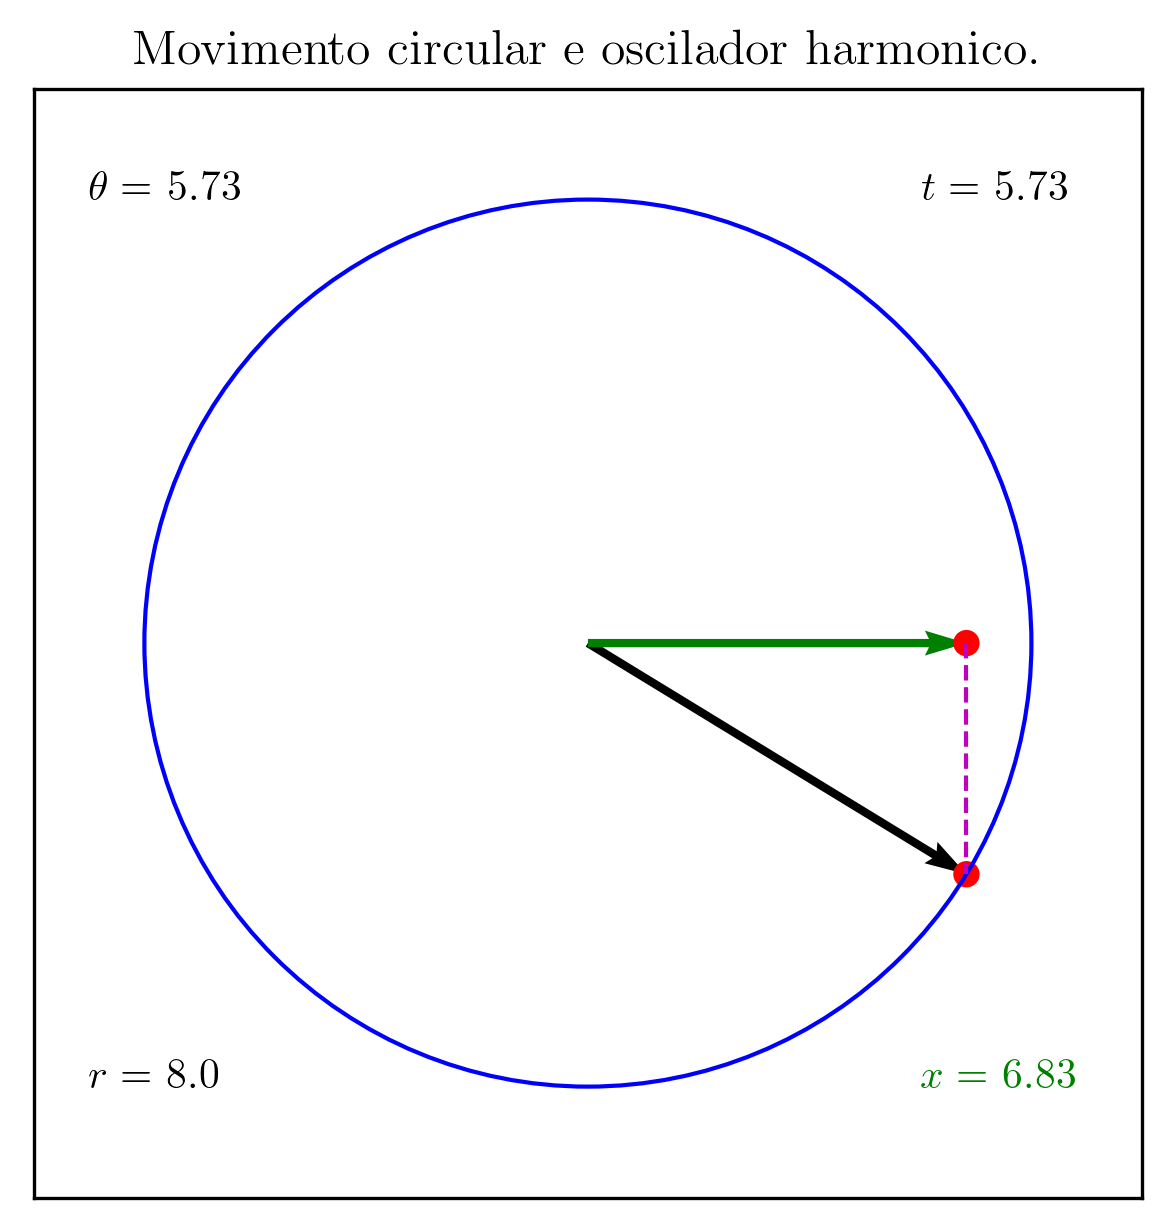 Movimento circular e oscilador harmonico.
θ = 5.73
t = 5.73
r = 8.0
x = 6.83